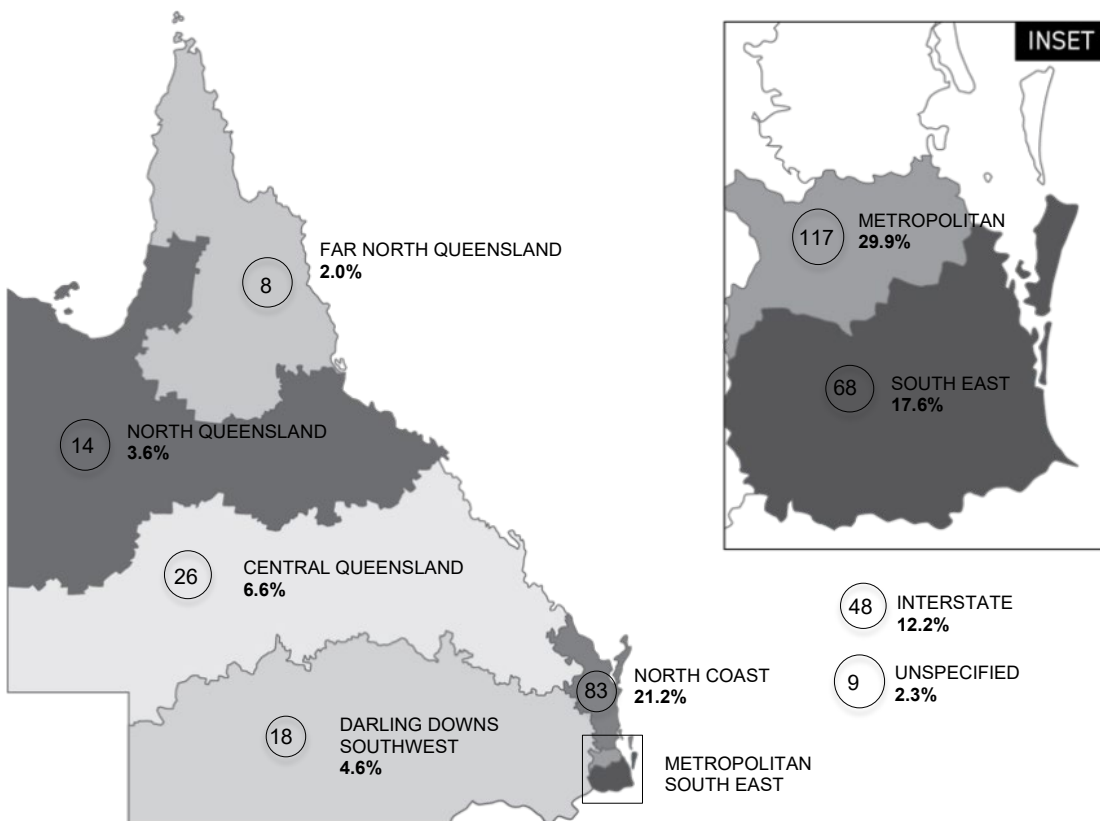 INSET
METROPOLITAN
117
29.9%
FAR NORTH QUEENSLAND
8
2.0%
68
SOUTH EAST
17.6%
14
NORTH QUEENSLAND
3.6%
26
CENTRAL QUEENSLAND
6.6%
48
INTERSTATE
12.2%
83
NORTH COAST
21.2%
9
UNSPECIFIED
2.3%
18
DARLING DOWNS
SOUTHWEST
4.6%
METROPOLITAN
SOUTH EAST